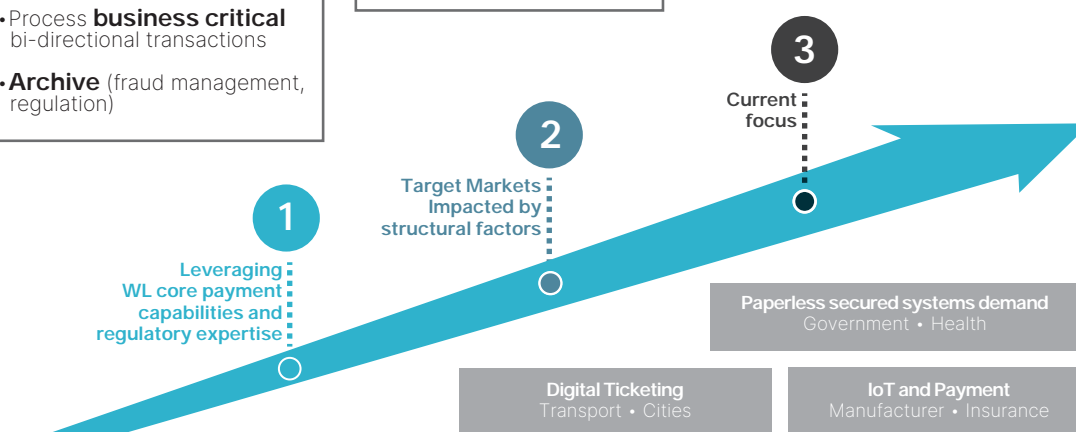 •Process business critical
bi-directional transactions
•Archive (fraud management,
regulation)
3
Current
focus
2
Target Markets
Impacted by
structural factors
1
Leveraging
WL core payment
capabilities and
regulatory expertise
Paperless secured systems demand
Government • Health
Digital Ticketing
Transport • Cities
IoT and Payment
Manufacturer • Insurance